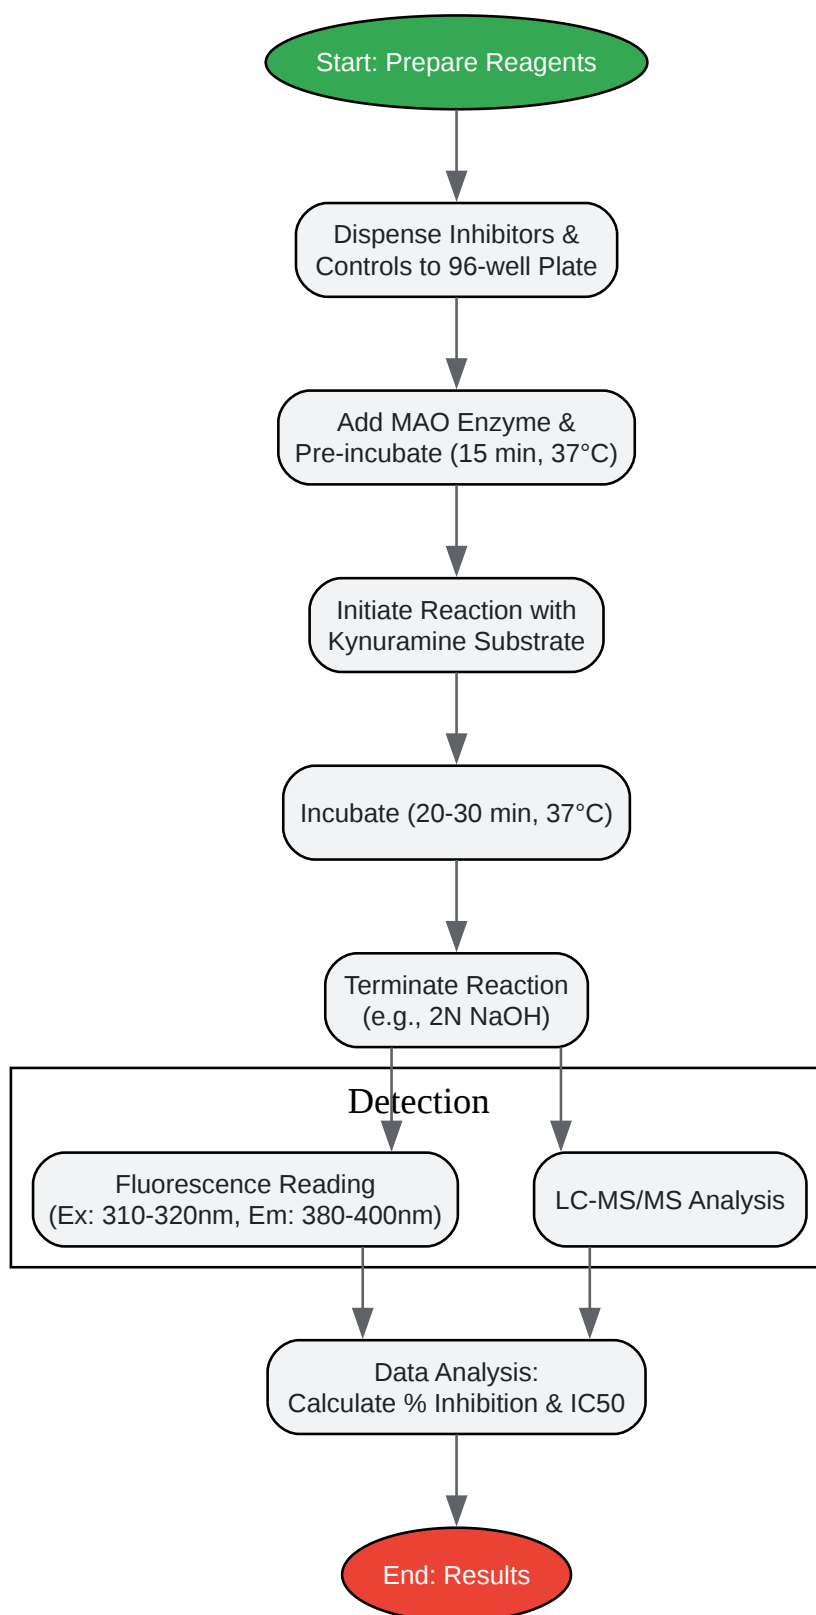 Start: Prepare Reagents
Dispense Inhibitors &
Controls to 96-well Plate
Add MAO Enzyme &
Pre-incubate (15 min, 37°C)
Initiate Reaction with
Kynuramine Substrate
Incubate (20-30 min, 37°C)
Terminate Reaction
(e.g., 2N NaOH)
Detection
Fluorescence Reading
(Ex: 310-320nm, Em: 380-400nm)
LC-MS/MS Analysis
Data Analysis:
Calculate % Inhibition & IC50
End: Results